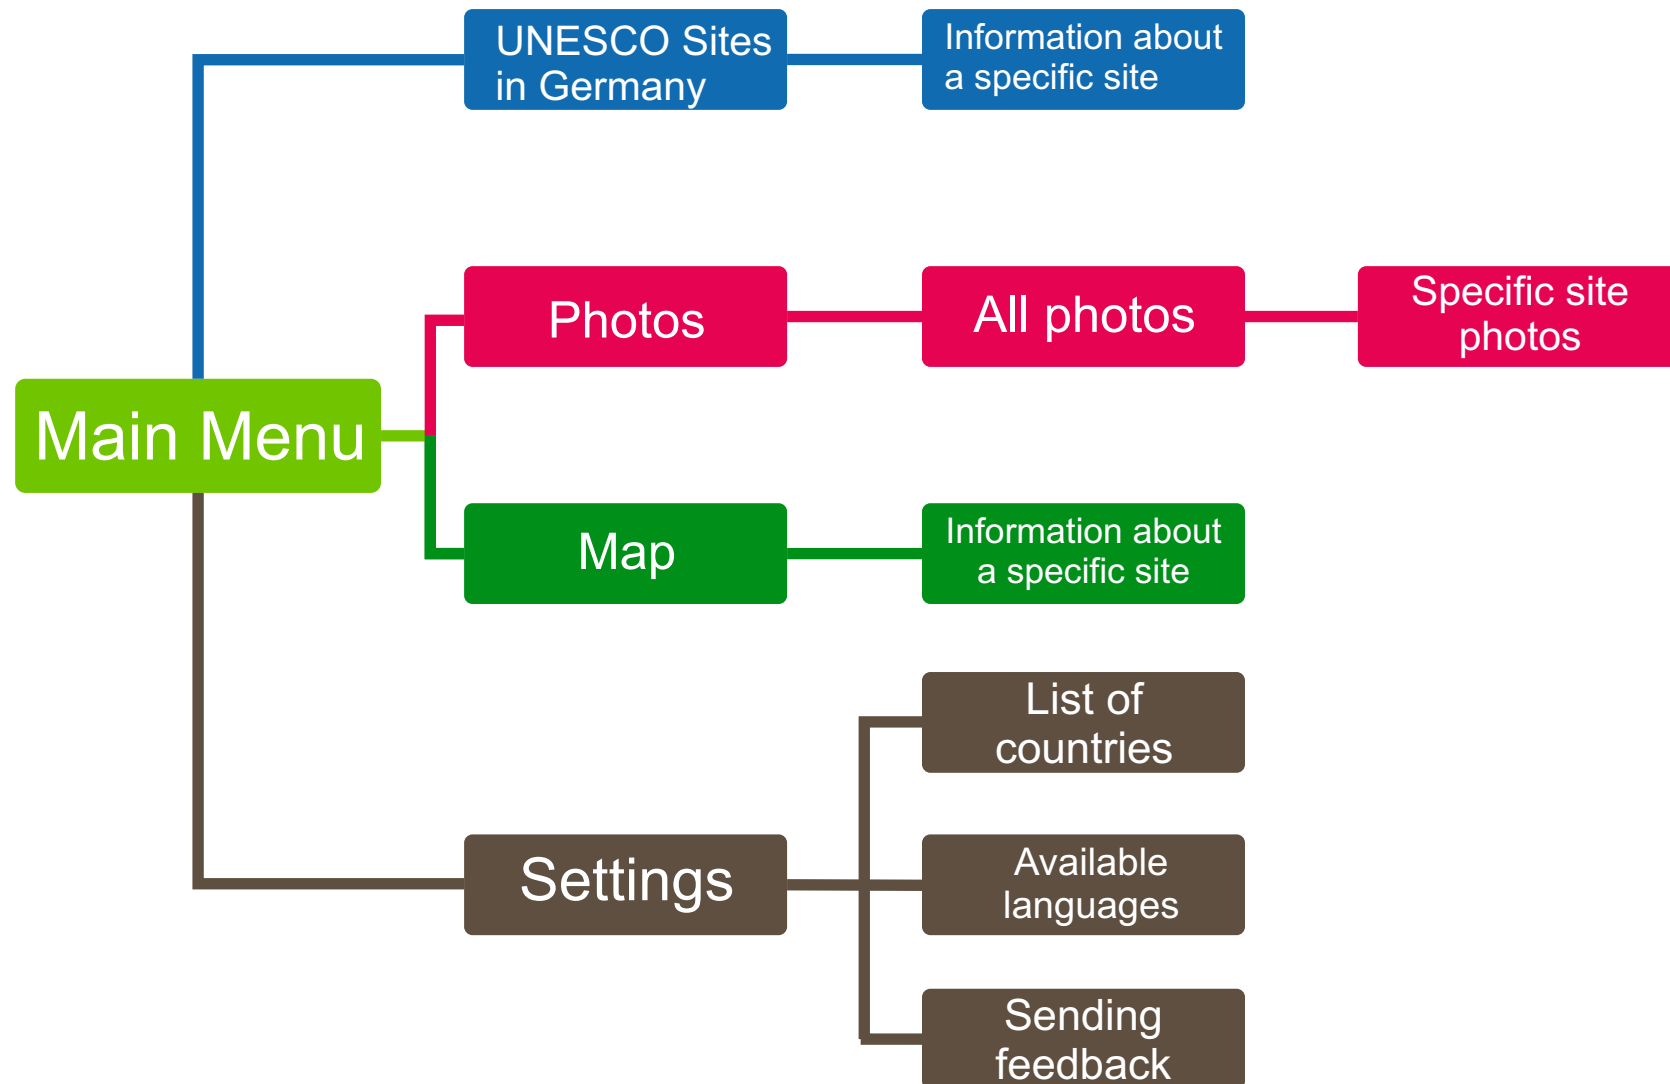 UNESCO Sites
in Germany
Information about
a specific site
Photos
All photos
Specific site
photos
Main Menu
Map
Information about
a specific site
List of
countries
Settings
Available
languages
Sending
feedback